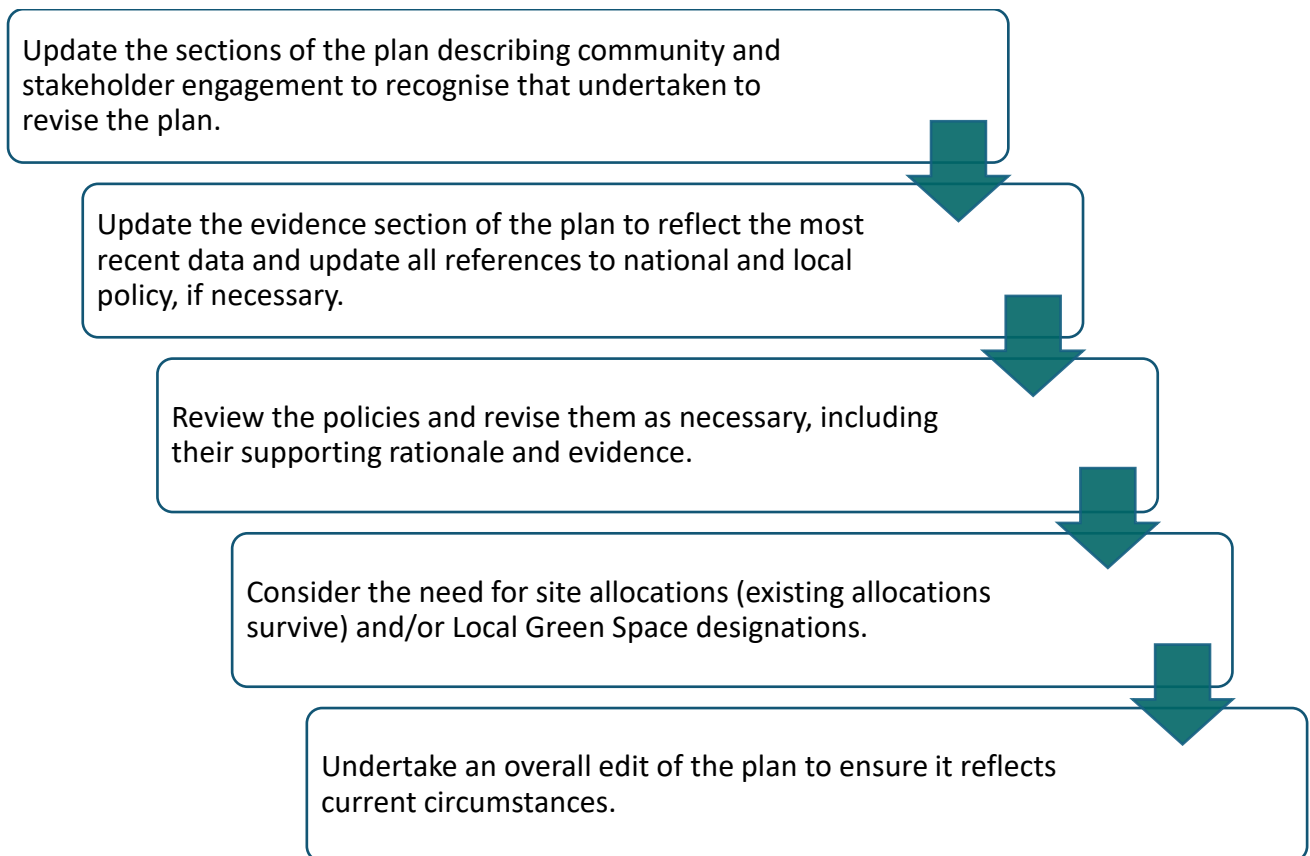 Update the sections of the plan describing community and
stakeholder engagement to recognise that undertaken to
revise the plan.
Update the evidence section of the plan to reflect the most
recent data and update all references to national and local
policy, if necessary.
Review the policies and revise them as necessary, including
their supporting rationale and evidence.
Consider the need for site allocations (existing allocations
survive) and/or Local Green Space designations.
Undertake an overall edit of the plan to ensure it reflects
current circumstances.